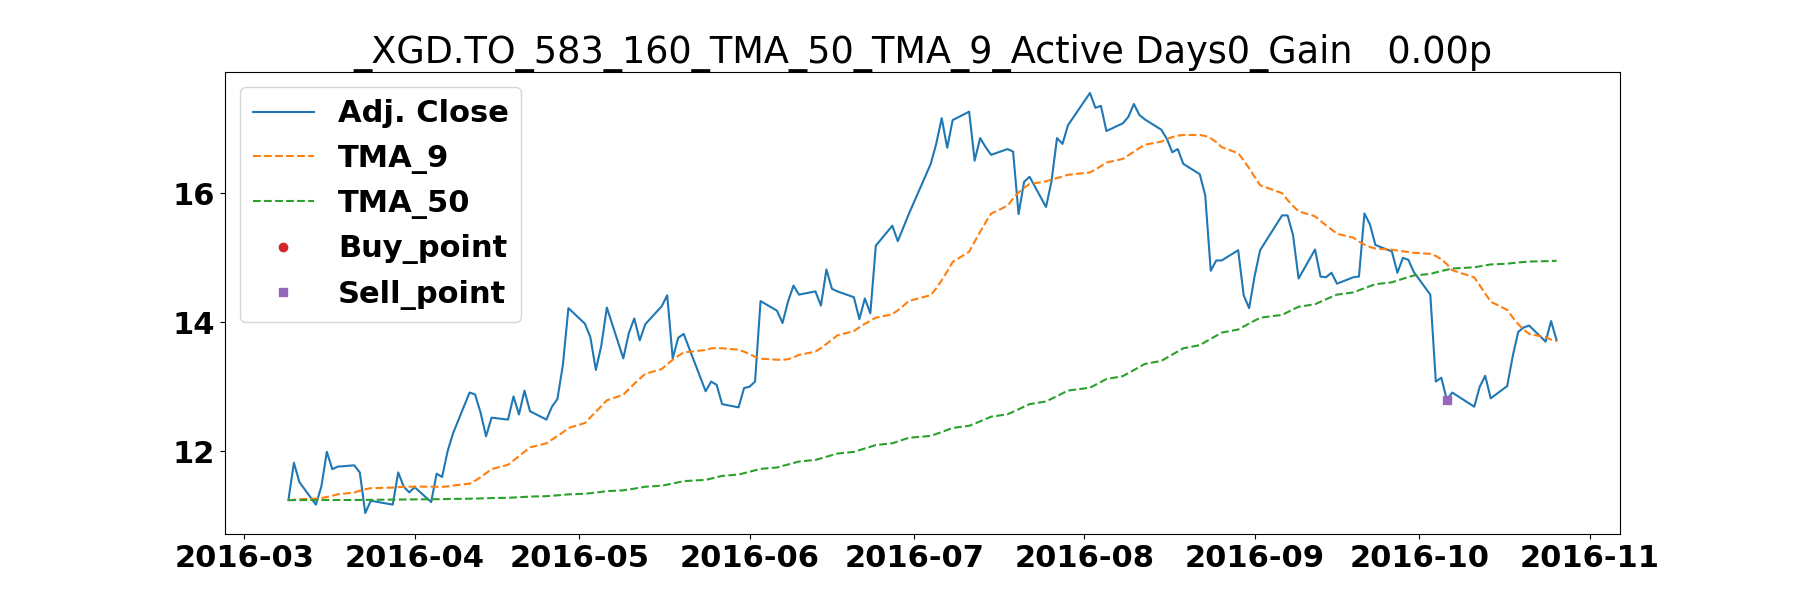 _XGD.TO_583_160_TMA_50_TMA_9_Active Days0_Gain   0.00p
Adj. Close
TMA_9
TMA_50
Buy_point
Sell_point
16
14
12
2016-03 2016-04 2016-05 2016-06 2016-07 2016-08 2016-09 2016-10 2016-11